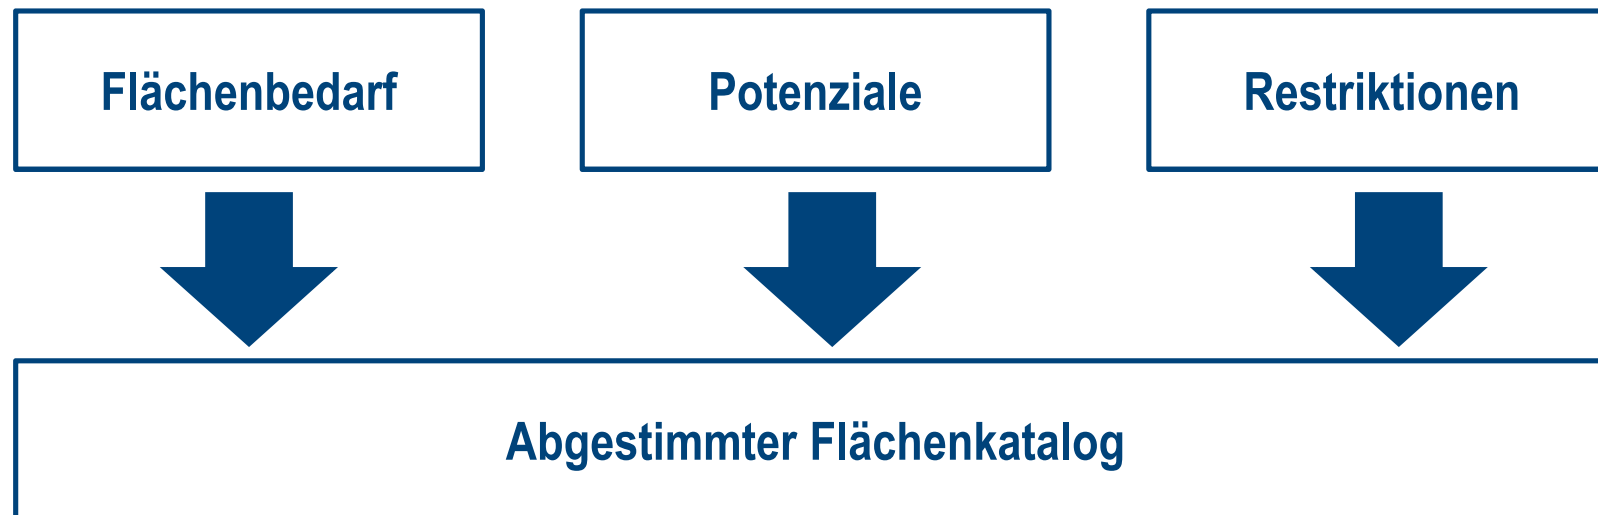 Flächenbedarf
Potenziale
Restriktionen
Abgestimmter Flächenkatalog